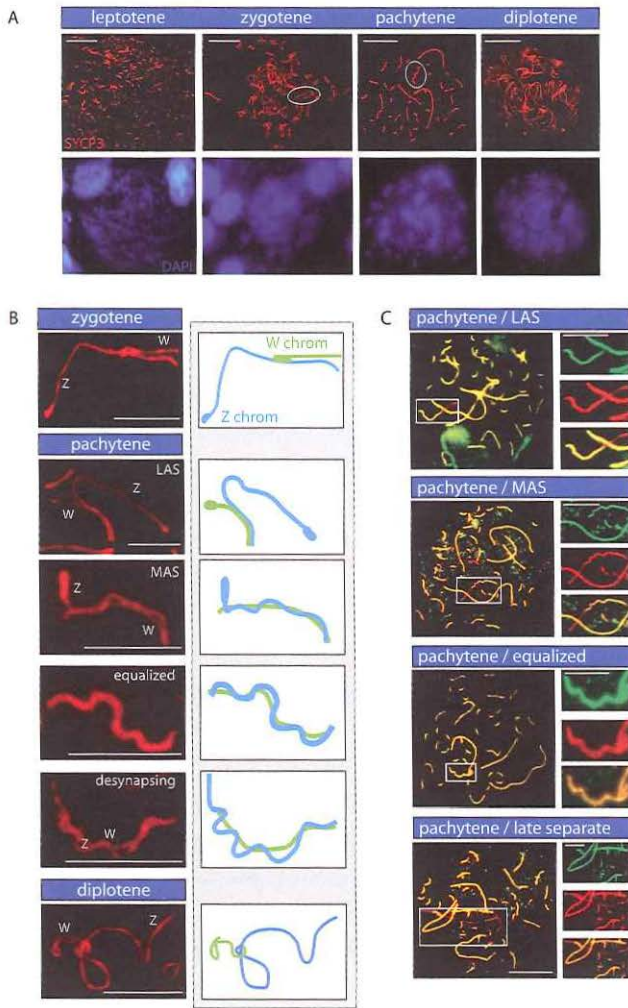 A
leptotene zygotene pachytene diplotene
SYCP3
DAPI
B
zygotene
W
Z
W chrom
Z chrom
pachytene
LAS
Z
W
MAS
Z
W
equalized
desynapsing
W
Z
diplotene
W
Z
C
pachytene / LAS
pachytene / MAS
pachytene / equalized
pachytene / late separate